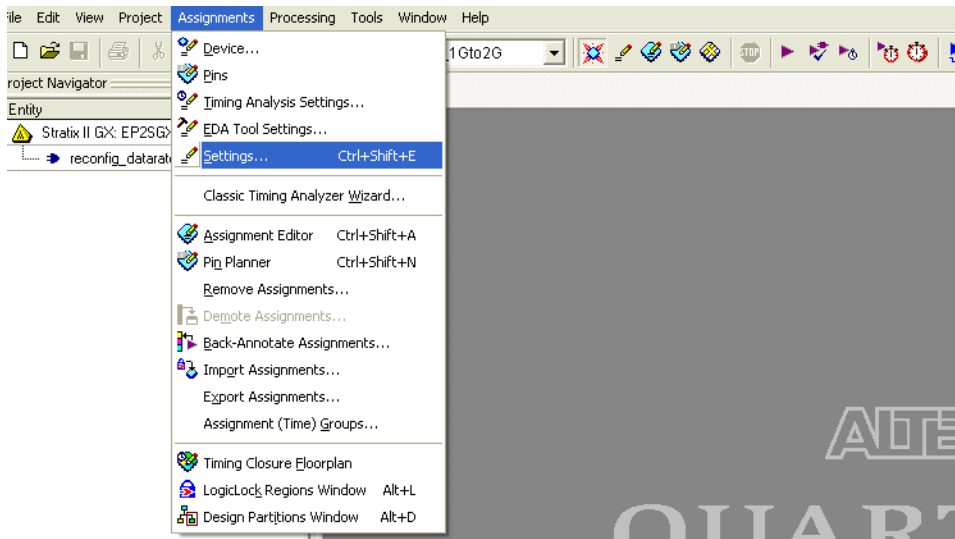 ile Edit View Project Assignments Processing Tools Window Help
1Gto2G
STOP
roject Navigator
Entity
Stratix II GX: EP2SGX
reconfig_datarat
Device...
Pins
Timing Analysis Settings...
EDA Tool Settings...
Settings... Ctrl+Shift+E
Classic Timing Analyzer Wizard...
Assignment Editor Ctrl+Shift+A
Pin Planner Ctrl+Shift+N
Remove Assignments...
Demote Assignments...
Back-Annotate Assignments...
Import Assignments...
Export Assignments...
Assignment (Time) Groups...
Timing Closure Floorplan
LogicLock Regions Window Alt+L
Design Partitions Window Alt+D
ALTE
QUART